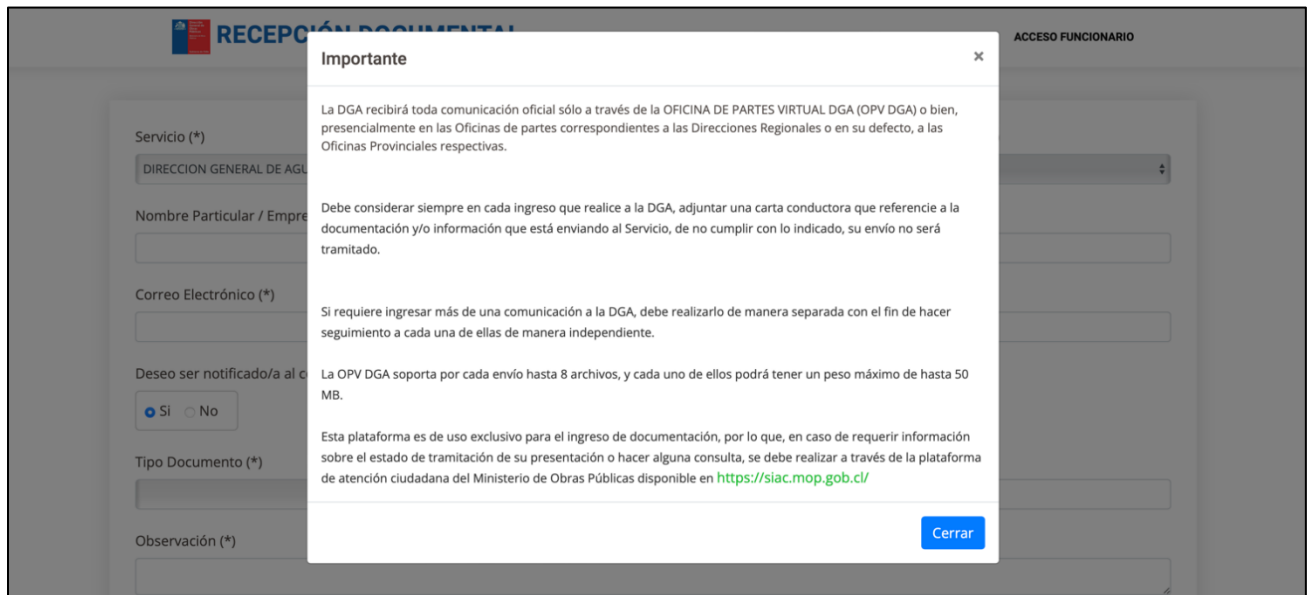 RECEPCIÓN DOCUMENTAL
ACCESO FUNCIONARIO
Importante
×
La DGA recibirá toda comunicación oficial sólo a través de la OFICINA DE PARTES VIRTUAL DGA (OPV DGA) o bien,
presencialmente en las Oficinas de partes correspondientes a las Direcciones Regionales o en su defecto, a las
Oficinas Provinciales respectivas.
Debe considerar siempre en cada ingreso que realice a la DGA, adjuntar una carta conductora que referencie a la
documentación y/o información que está enviando al Servicio, de no cumplir con lo indicado, su envío no será
tramitado.
Si requiere ingresar más de una comunicación a la DGA, debe realizarlo de manera separada con el fin de hacer
seguimiento a cada una de ellas de manera independiente.
La OPV DGA soporta por cada envío hasta 8 archivos, y cada uno de ellos podrá tener un peso máximo de hasta 50
MB.
Esta plataforma es de uso exclusivo para el ingreso de documentación, por lo que, en caso de requerir información
sobre el estado de tramitación de su presentación o hacer alguna consulta, se debe realizar a través de la plataforma
de atención ciudadana del Ministerio de Obras Públicas disponible en https://siac.mop.gob.cl/
Cerrar
Servicio (*)
DIRECCION GENERAL DE AGU
Nombre Particular / Empre
Correo Electrónico (*)
Deseo ser notificado/a al c
Si No
Tipo Documento (*)
Observación (*)